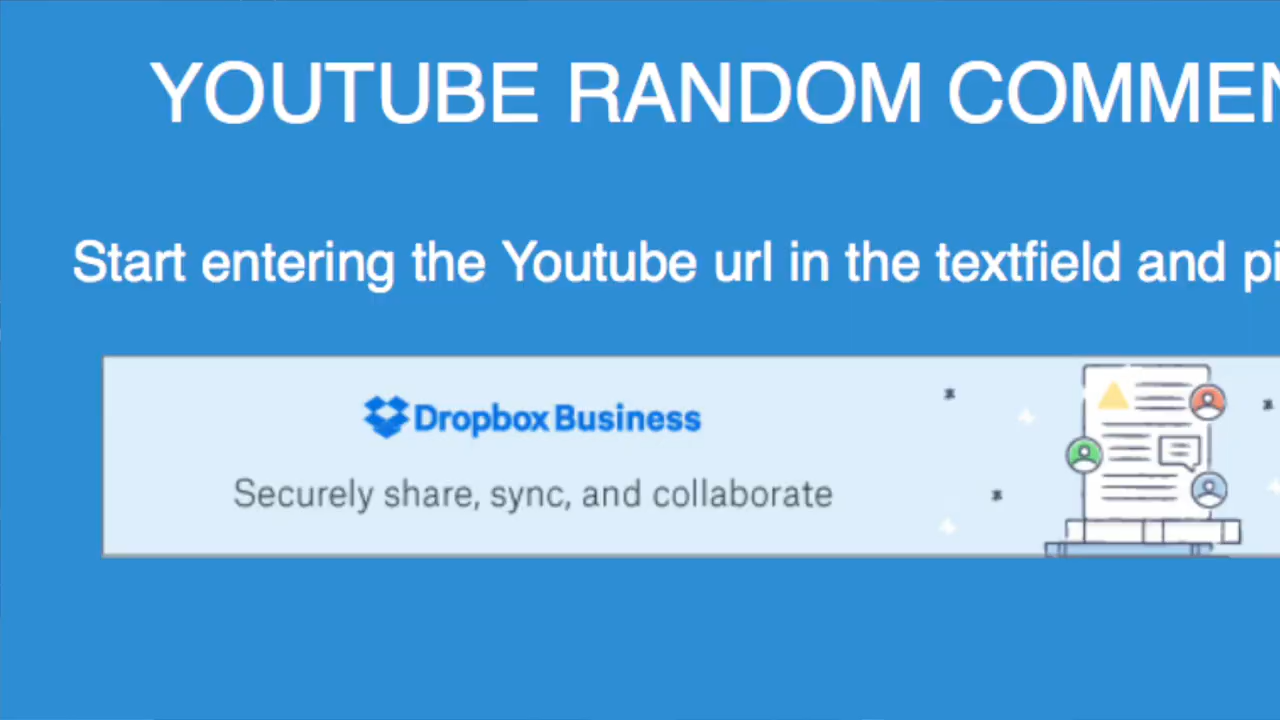 YOUTUBE RANDOM COMMEN
Start entering the Youtube url in the textfield and pi
Dropbox Business
Securely share, sync, and collaborate